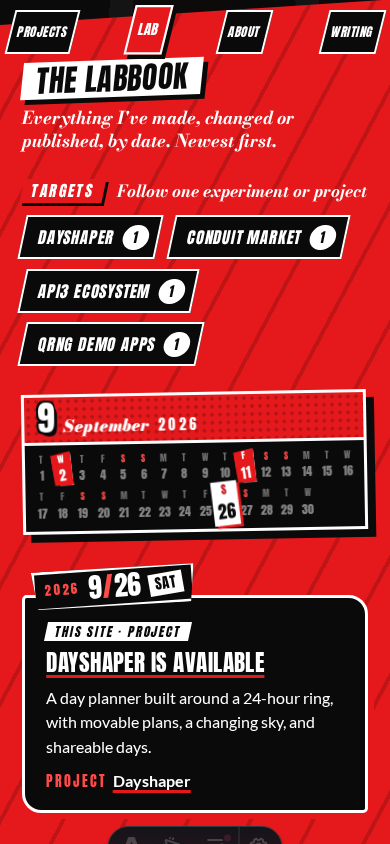 PROJECTS
LAB
ABOUT
WRITING
THE LABBOOK
Everything I've made, changed or
published, by date. Newest first.
TARGETS Follow one experiment or project
DAYSHAPER 1
CONDUIT MARKET 1
API3 ECOSYSTEM 1
QRNG DEMO APPS 1
9 September 2026
T W T F S S M T W T F S S M T W
1 2 3 4 5 6 7 8 9 10 11 12 13 14 15 16
T F S S M T W T F S S M T W
17 18 19 20 21 22 23 24 25 26 27 28 29 30
2026 9/26 SAT
THIS SITE · PROJECT
DAYSHAPER IS AVAILABLE
A day planner built around a 24-hour ring,
with movable plans, a changing sky, and
shareable days.
PROJECT Dayshaper